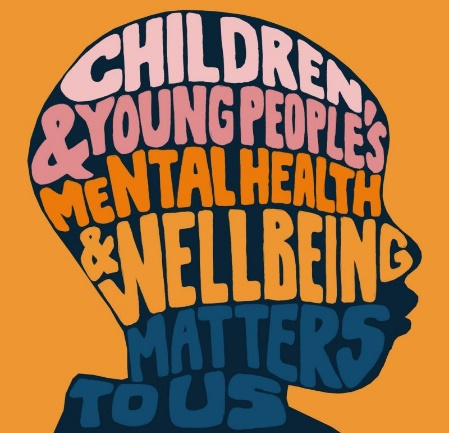 CHILDREN
& YOUNG PEOPLE'S
MENTAL HEALTH
& WELLBEING
MATTERS
TO US